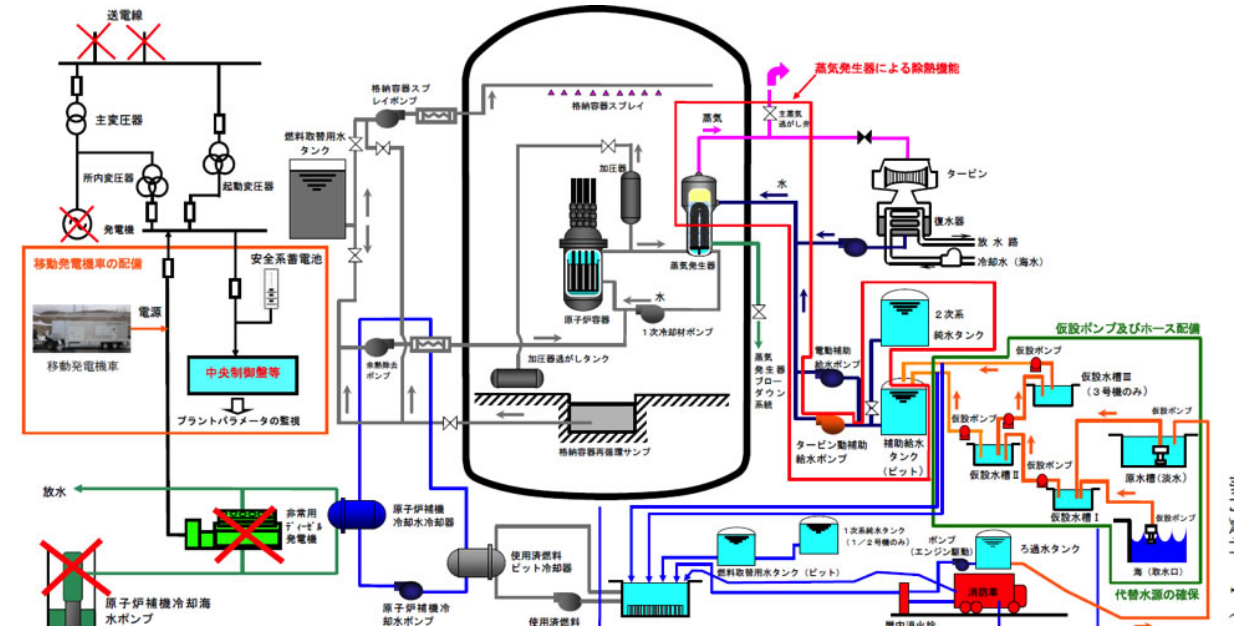 送電線
主変圧器
所内変圧器
起動変圧器
発電機
移動発電機車の配備
安全系蓄電池
電源
移動発電機車
中央制御盤等
プラントパラメータの監視
放水
非常用
ディーゼル
発電機
原子炉補機冷却海
水ポンプ
格納容器スプ
レイポンプ
燃料取替用水
タンク
格納容器スプレイ
加圧器
原子炉容器
蒸気
蒸気発生器
水
1次冷却材ポンプ
余熱除去
ポンプ
加圧器逃がしタンク
格納容器再循環サンプ
原子炉補機
冷却水冷却器
原子炉補機冷
却水ポンプ
使用済燃料
ピット冷却器
使用済燃料
蒸気発生器による除熱機能
主蒸気
逃がし弁
タービン
復水器
放水路
冷却水(海水)
水
2次系
純水タンク
電動補助
給水ポンプ
タービン動補助
給水ポンプ
補助給水
タンク
(ピット)
蒸気
発生器
ブロー
ダウン
系統
仮設ポンプ及びホース配備
仮設ポンプ
仮設水槽Ⅲ
(3号機のみ)
仮設ポンプ
仮設ポンプ
仮設水槽Ⅱ
仮設ポンプ
原水槽(淡水)
仮設水槽Ⅰ
仮設ポンプ
海(取水口)
代替水源の確保
1次系純水タンク
(1/2号機のみ)
燃料取替用水タンク(ピット)
ポンプ
(エンジン駆動)
ろ過水タンク
消防車
屋内消火栓